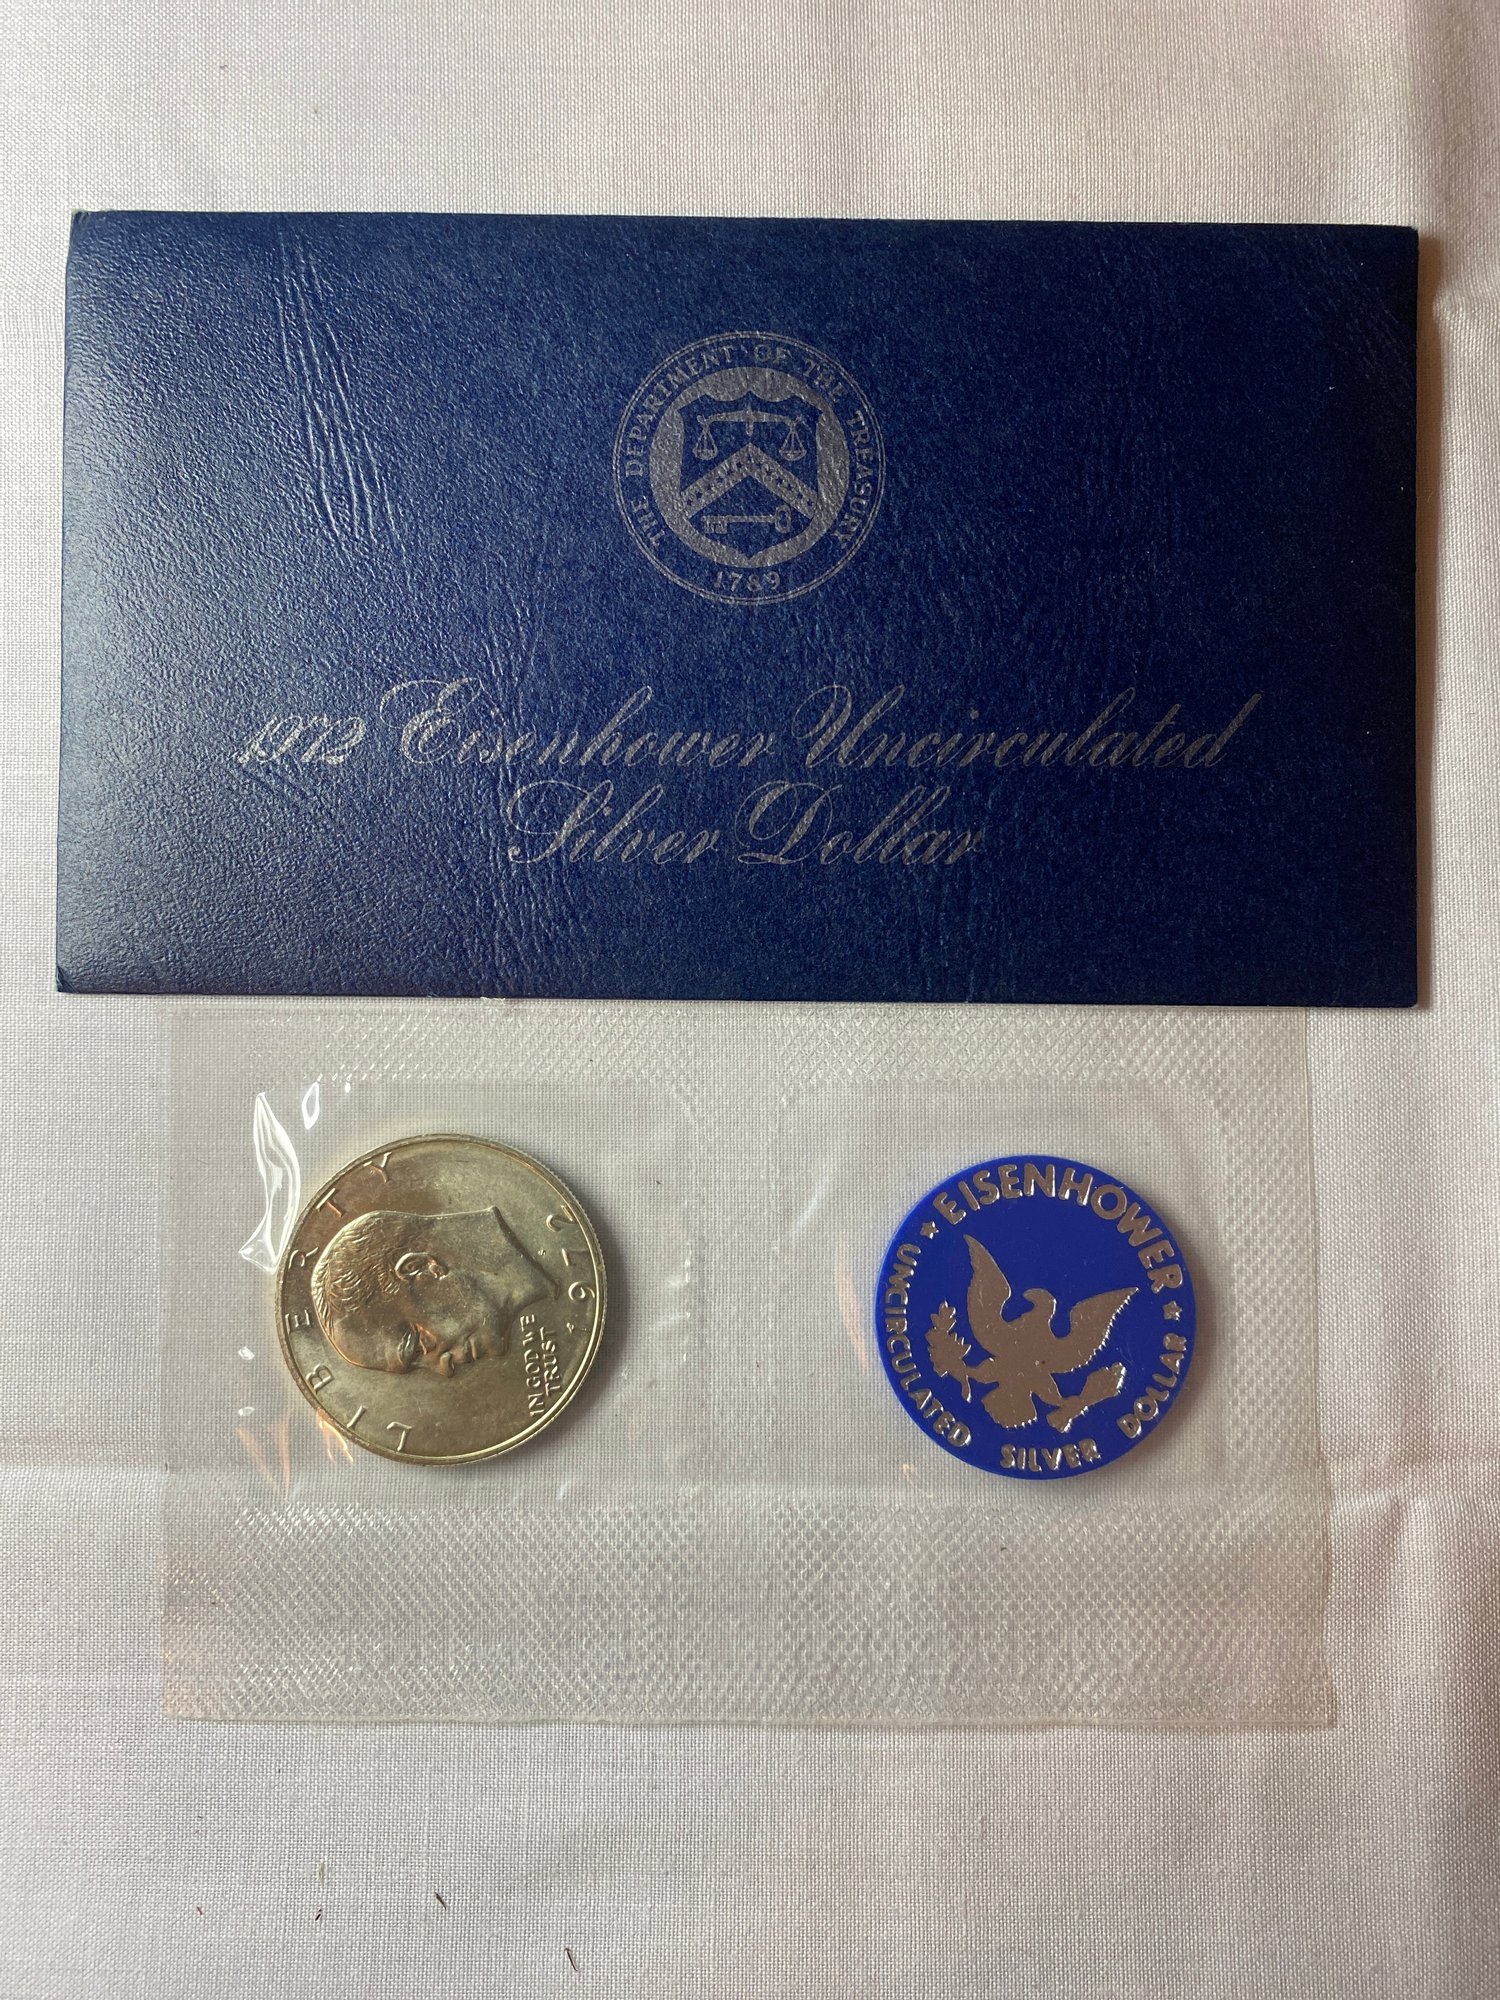 THE DEPARTMENT OF THE TREASURY
1789
1972 Eisenhower Uncirculated
Silver Dollar
LIBERTY
IN GOD WE
TRUST
S
1972
★ EISENHOWER ★
UNCIRCULATED SILVER DOLLAR